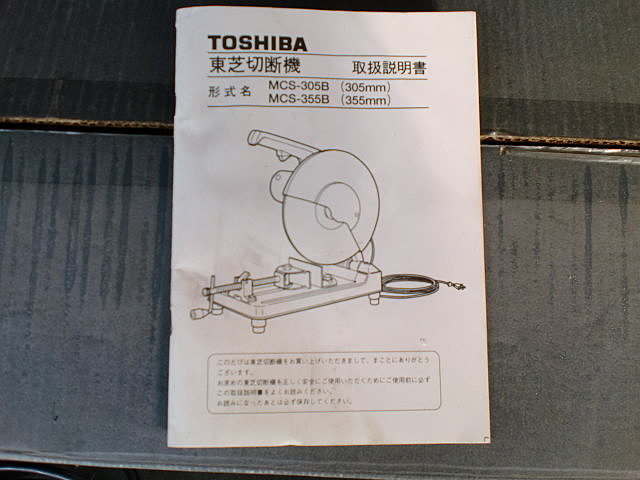 TOSHIBA
東芝切断機 取扱説明書
形式名 MCS-305B (305mm)
MCS-355B (355mm)
このたびは東芝切断機をお買い上げいただきまして、まことにありがとう
ございます。
お求めの東芝切断機を正しく安全にご使用いただくためにご使用前に必ず
この取扱説明書をよくお読みください。
お読みになったあとは必ず保存してください。